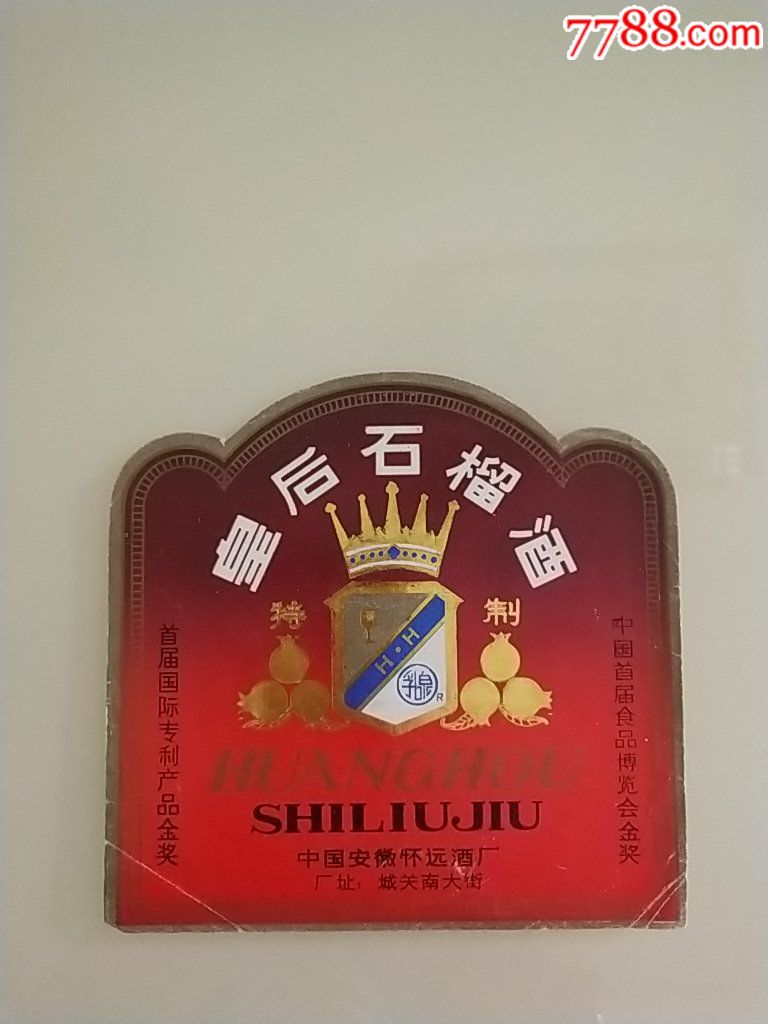 7788.com
皇后石榴酒
特制
H·H
乳泉
R
首届国际专利产品金奖
中国首届食品博览会金奖
HUANGHOU
SHILIUJIU
中国安徽怀远酒厂
厂址：城关南大街